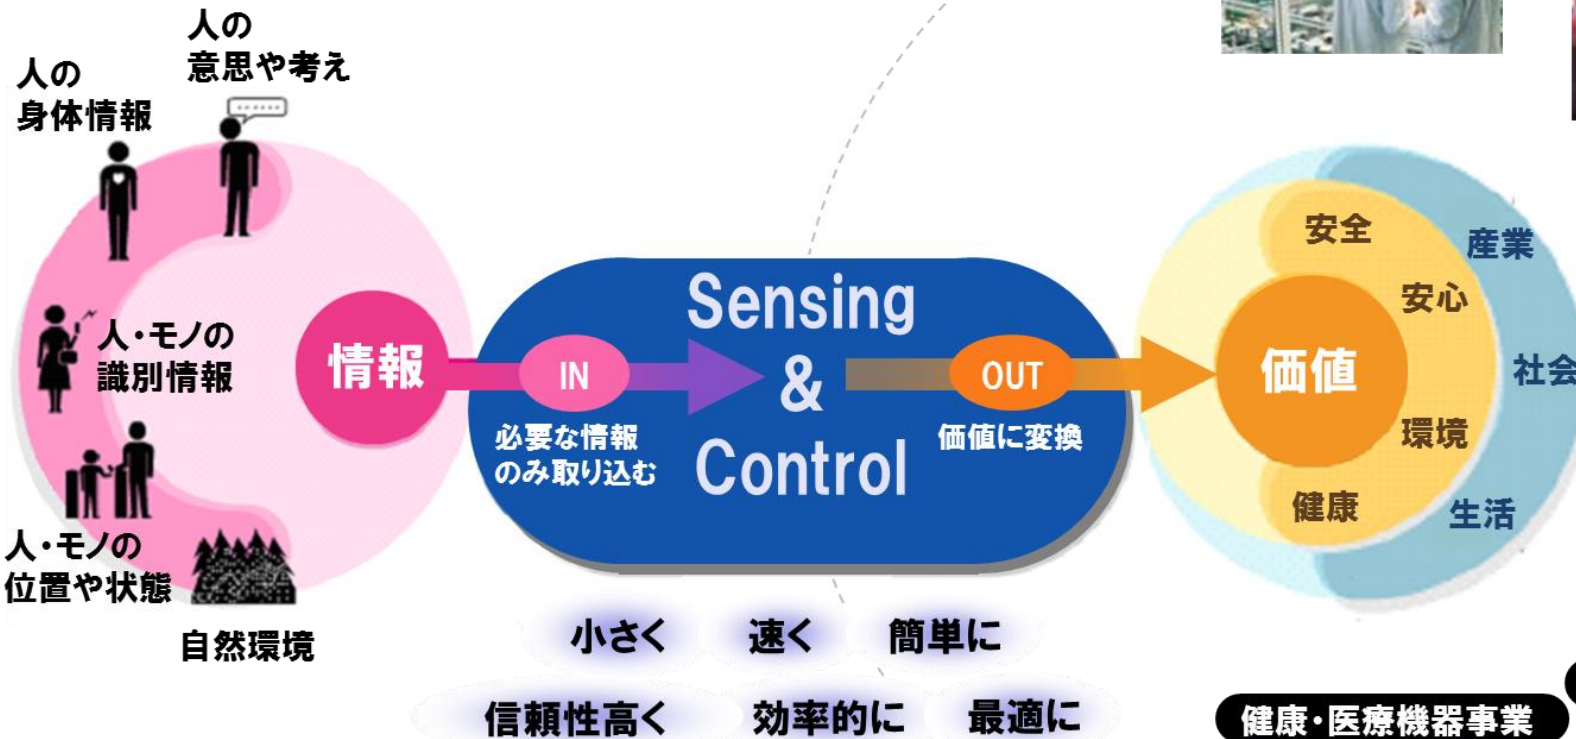 人の
意思や考え
人の
身体情報
人・モノの
識別情報
人・モノの
位置や状態
自然環境
情報
IN
必要な情報
のみ取り込む
Sensing
&
Control
OUT
価値に変換
価値
安全
安心
環境
健康
産業
社会
生活
小さく
速く
簡単に
信頼性高く
効率的に
最適に
健康・医療機器事業